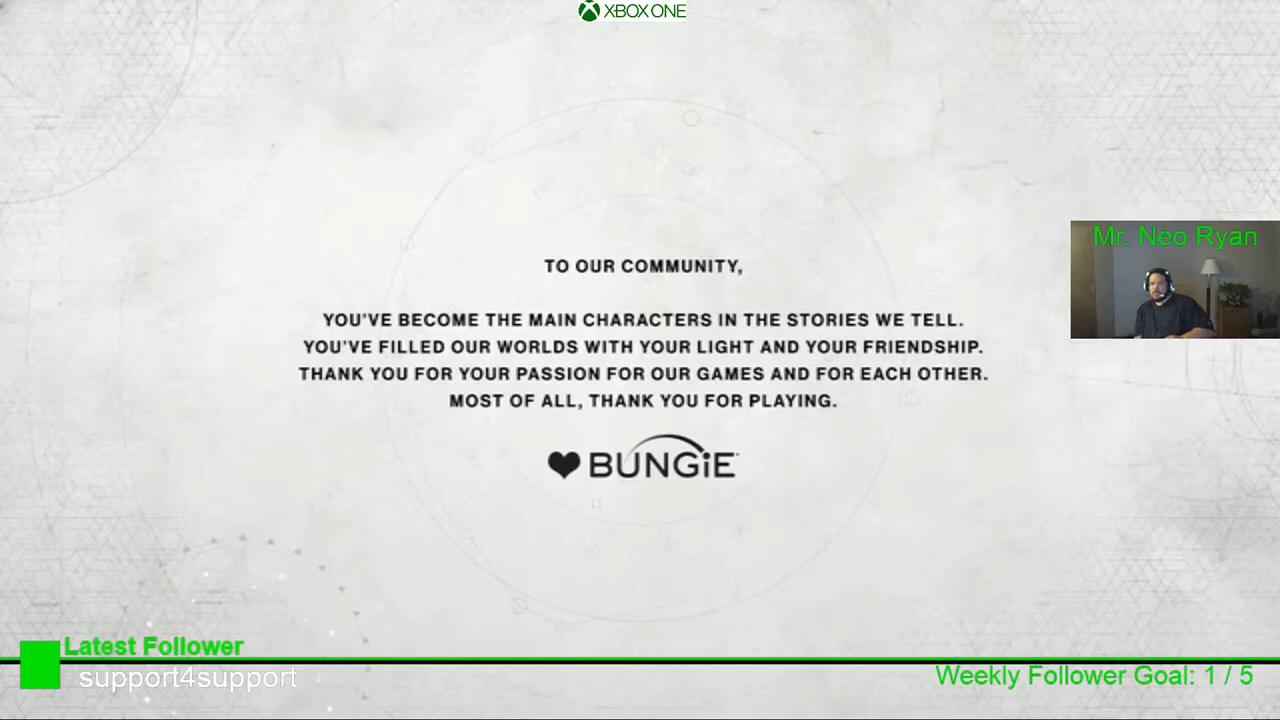 XBOX ONE
Mr. Neo Ryan
TO OUR COMMUNITY,
YOU'VE BECOME THE MAIN CHARACTERS IN THE STORIES WE TELL.
YOU'VE FILLED OUR WORLDS WITH YOUR LIGHT AND YOUR FRIENDSHIP.
THANK YOU FOR YOUR PASSION FOR OUR GAMES AND FOR EACH OTHER.
MOST OF ALL, THANK YOU FOR PLAYING.
BUNGiE
Latest Follower
support4support
Weekly Follower Goal: 1 / 5